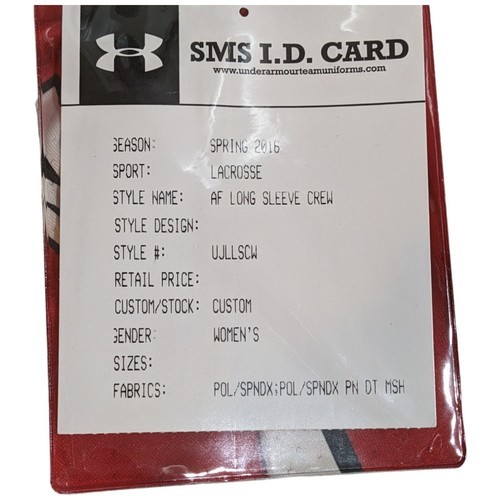 SMS I.D. CARD
www.underarmourteamuniforms.com
SEASON: SPRING 2016
SPORT: LACROSSE
STYLE NAME: AF LONG SLEEVE CREW
STYLE DESIGN:
STYLE #: UJLLSCW
RETAIL PRICE:
CUSTOM/STOCK: CUSTOM
GENDER: WOMEN'S
SIZES:
FABRICS: POL/SPNDX;POL/SPNDX PN DT MSH